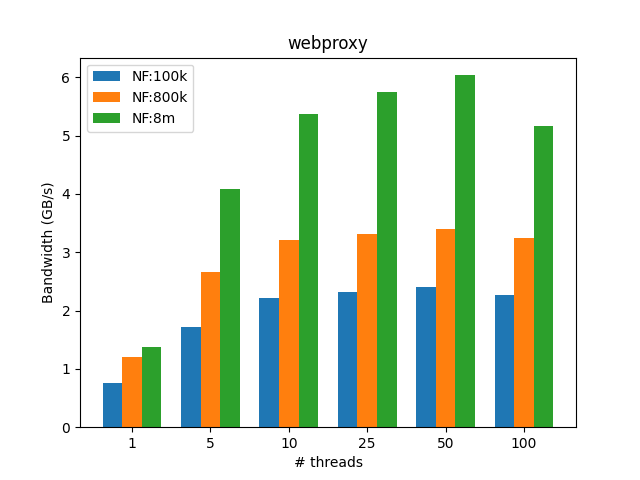 webproxy
NF:100k
NF:800k
NF:8m
Bandwidth (GB/s)
6
5
4
3
2
1
0
1 5 10 25 50 100
# threads